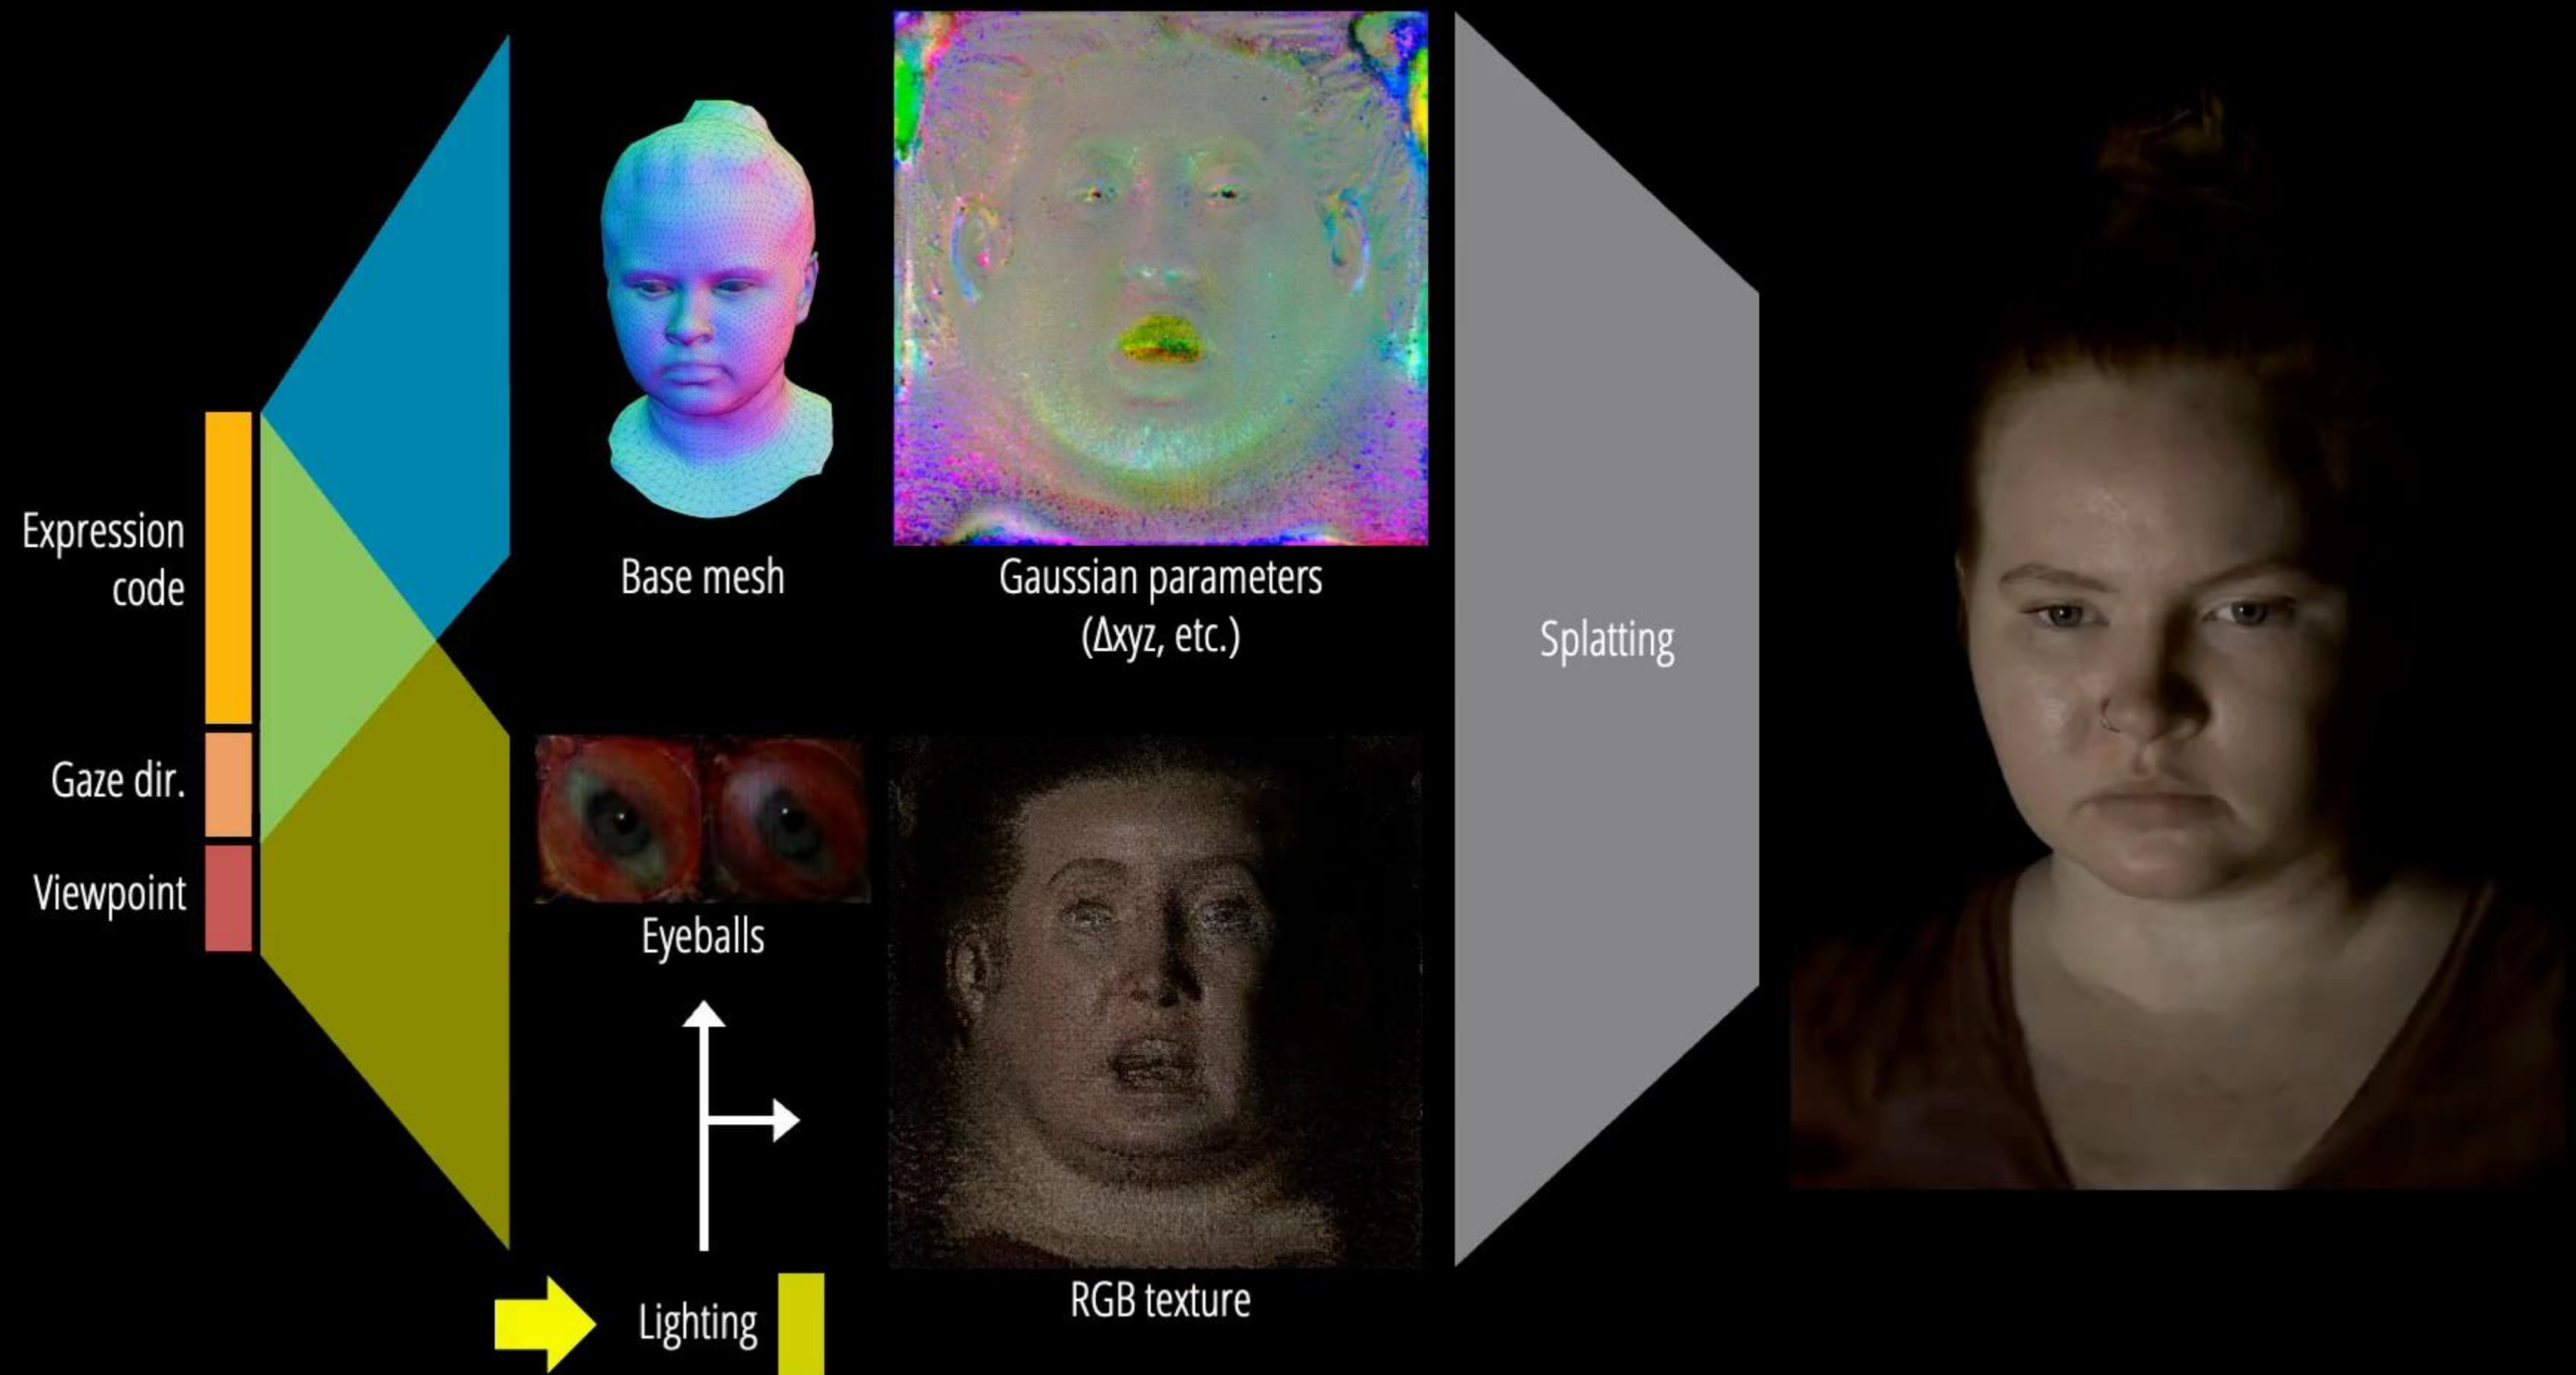 Expression
code
Gaze dir.
Viewpoint
Base mesh
Gaussian parameters
(Δxyz, etc.)
Eyeballs
Lighting
RGB texture
Splatting